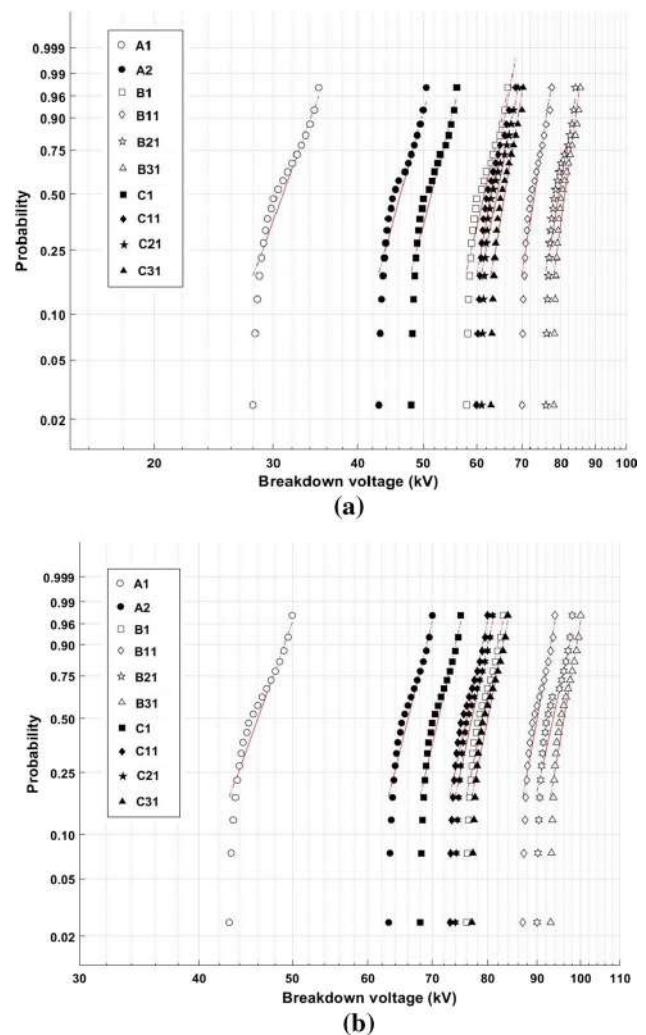 0.999
0.99
0.96
0.90
0.75
0.50
0.25
0.10
0.05
0.02
Probability
A1
A2
B1
B11
B21
B31
C1
C11
C21
C31
20 30 40 50 60 70 80 90 100
Breakdown voltage (kV)
(a)
0.999
0.99
0.96
0.90
0.75
0.50
0.25
0.10
0.05
0.02
Probability
A1
A2
B1
B11
B21
B31
C1
C11
C21
C31
30 40 50 60 70 80 90 100 110
Breakdown voltage (kV)
(b)